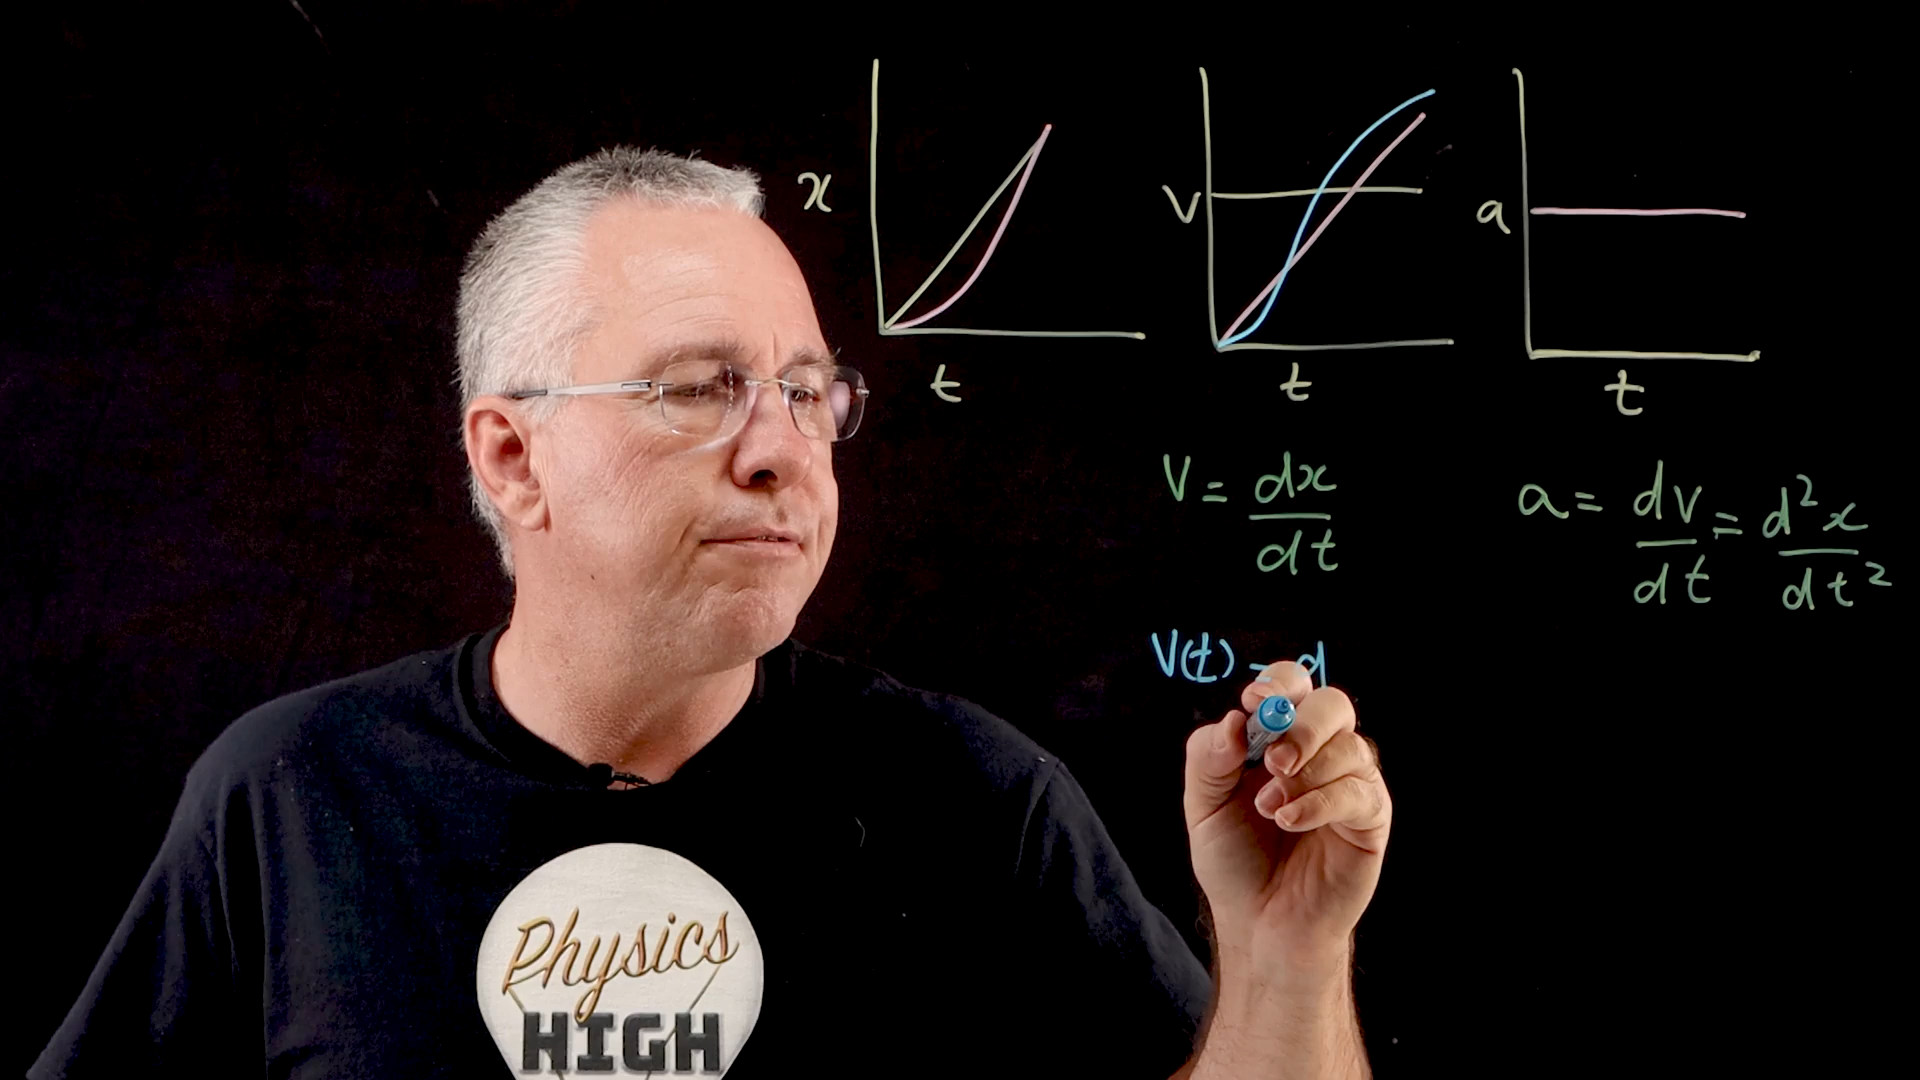 x
t
v
t
a
t
v = dx/dt
a = dv/dt = d²x/dt²
v(t) =
Physics
HIGH